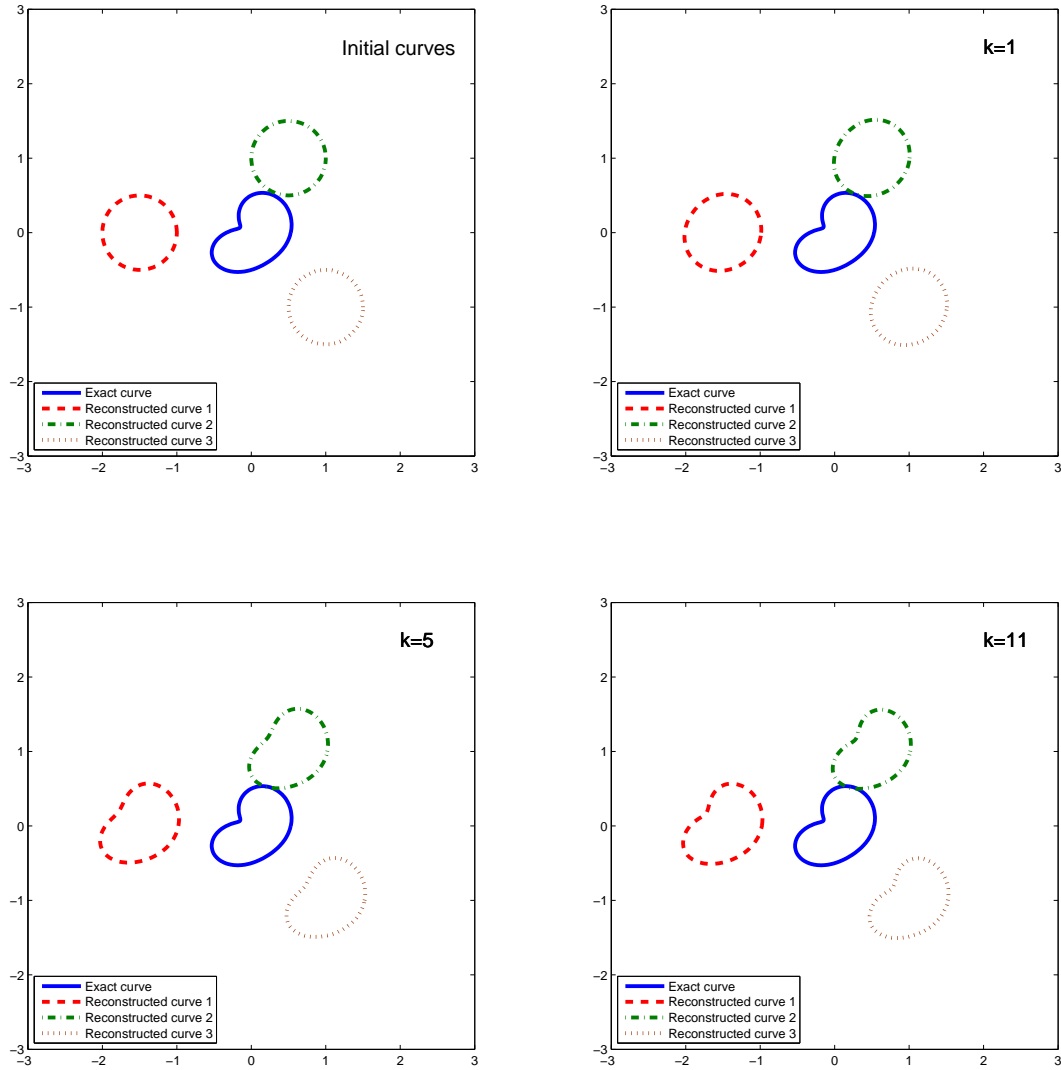 Initial curves
3
2
1
0
−1
−2
−3
−3 −2 −1 0 1 2 3
Exact curve
Reconstructed curve 1
Reconstructed curve 2
Reconstructed curve 3
k=1
3
2
1
0
−1
−2
−3
−3 −2 −1 0 1 2 3
Exact curve
Reconstructed curve 1
Reconstructed curve 2
Reconstructed curve 3
k=5
3
2
1
0
−1
−2
−3
−3 −2 −1 0 1 2 3
Exact curve
Reconstructed curve 1
Reconstructed curve 2
Reconstructed curve 3
k=11
3
2
1
0
−1
−2
−3
−3 −2 −1 0 1 2 3
Exact curve
Reconstructed curve 1
Reconstructed curve 2
Reconstructed curve 3